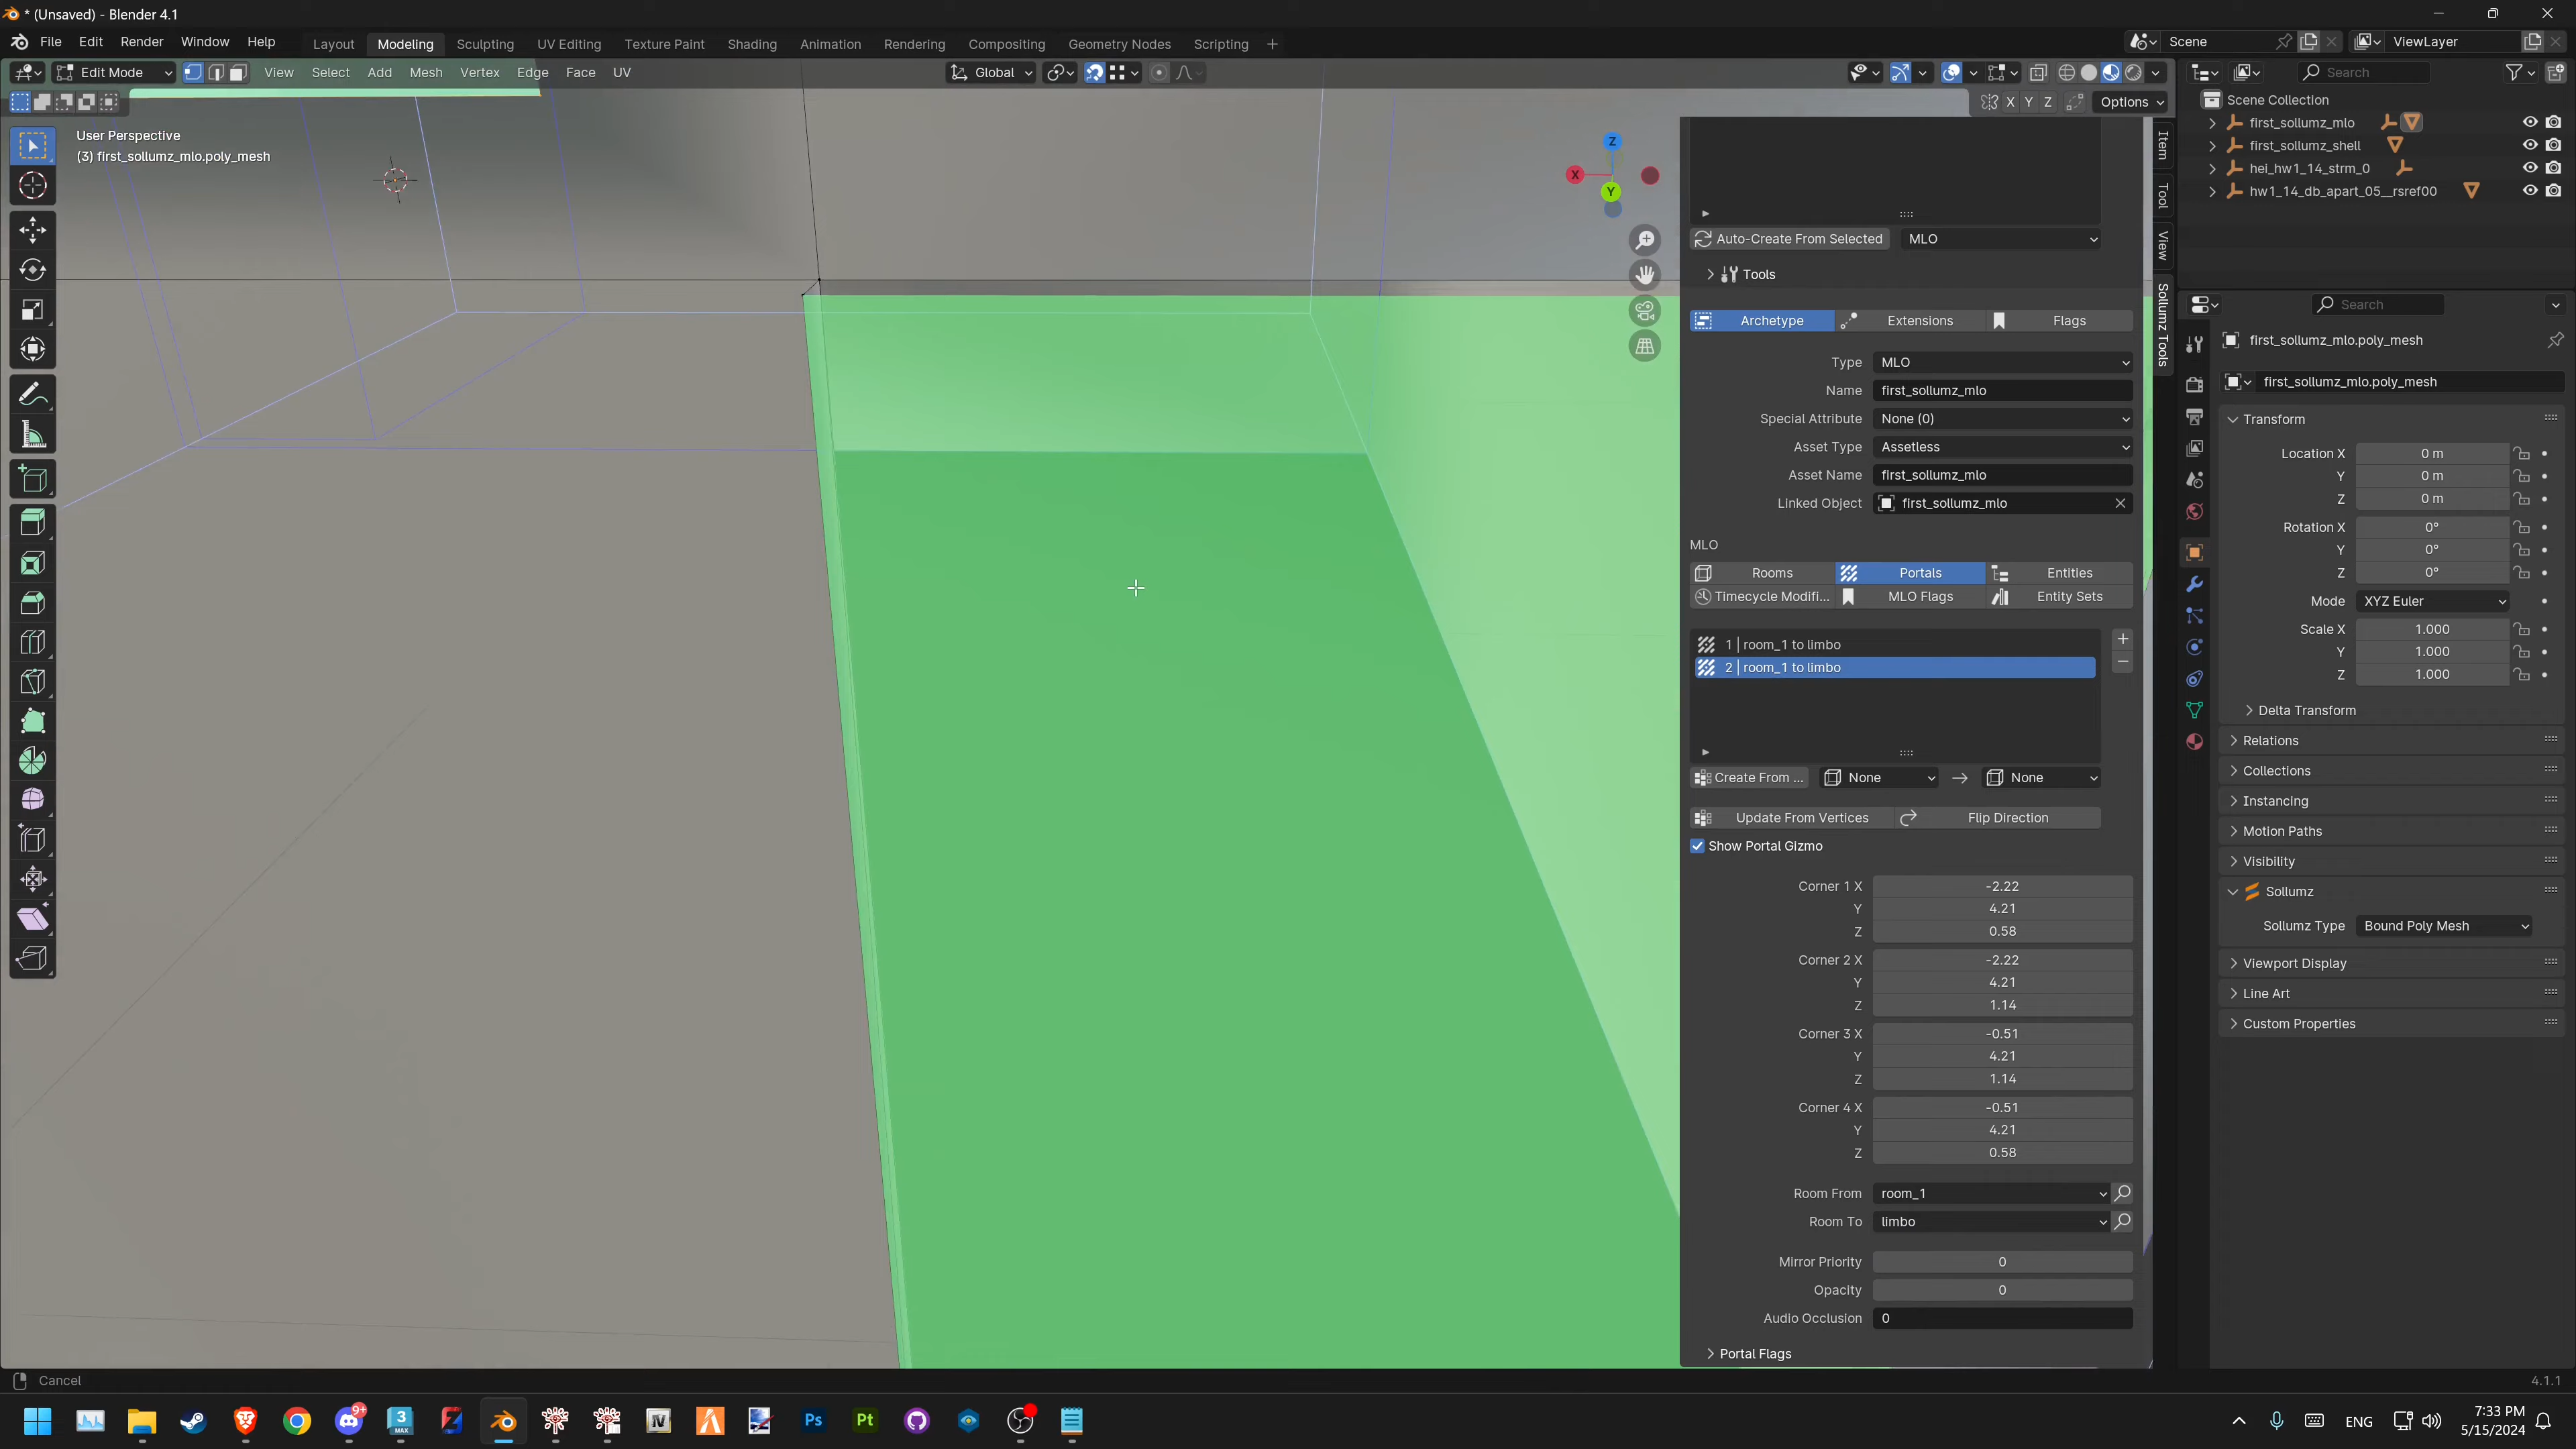 * (Unsaved) - Blender 4.1
File Edit Render Window Help Layout Modeling Sculpting UV Editing Texture Paint Shading Animation Rendering Compositing Geometry Nodes Scripting + Scene ViewLayer
Edit Mode View Select Add Mesh Vertex Edge Face UV Global Search
X Y Z Options
User Perspective
(3) first_sollumz_mlo.poly_mesh
Z
X
Y
Item
Tool
View
Sollumz Tools
Auto-Create From Selected MLO
Tools
Archetype Extensions Flags
Type MLO
Name first_sollumz_mlo
Special Attribute None (0)
Asset Type Assetless
Asset Name first_sollumz_mlo
Linked Object first_sollumz_mlo
MLO
Rooms Portals Entities
Timecycle Modifi... MLO Flags Entity Sets
1 | room_1 to limbo
2 | room_1 to limbo
Create From ... None None
Update From Vertices Flip Direction
Show Portal Gizmo
Corner 1 X -2.22
Y 4.21
Z 0.58
Corner 2 X -2.22
Y 4.21
Z 1.14
Corner 3 X -0.51
Y 4.21
Z 1.14
Corner 4 X -0.51
Y 4.21
Z 0.58
Room From room_1
Room To limbo
Mirror Priority 0
Opacity 0
Audio Occlusion 0
Portal Flags
Scene Collection
first_sollumz_mlo
first_sollumz_shell
hei_hw1_14_strm_0
hw1_14_db_apart_05__rsref00
Search
first_sollumz_mlo.poly_mesh
first_sollumz_mlo.poly_mesh
Transform
Location X 0 m
Y 0 m
Z 0 m
Rotation X 0°
Y 0°
Z 0°
Mode XYZ Euler
Scale X 1.000
Y 1.000
Z 1.000
Delta Transform
Relations
Collections
Instancing
Motion Paths
Visibility
Sollumz
Sollumz Type Bound Poly Mesh
Viewport Display
Line Art
Custom Properties
Cancel 4.1.1
9+ 3 MAX Ps Pt
ENG 7:33 PM
5/15/2024